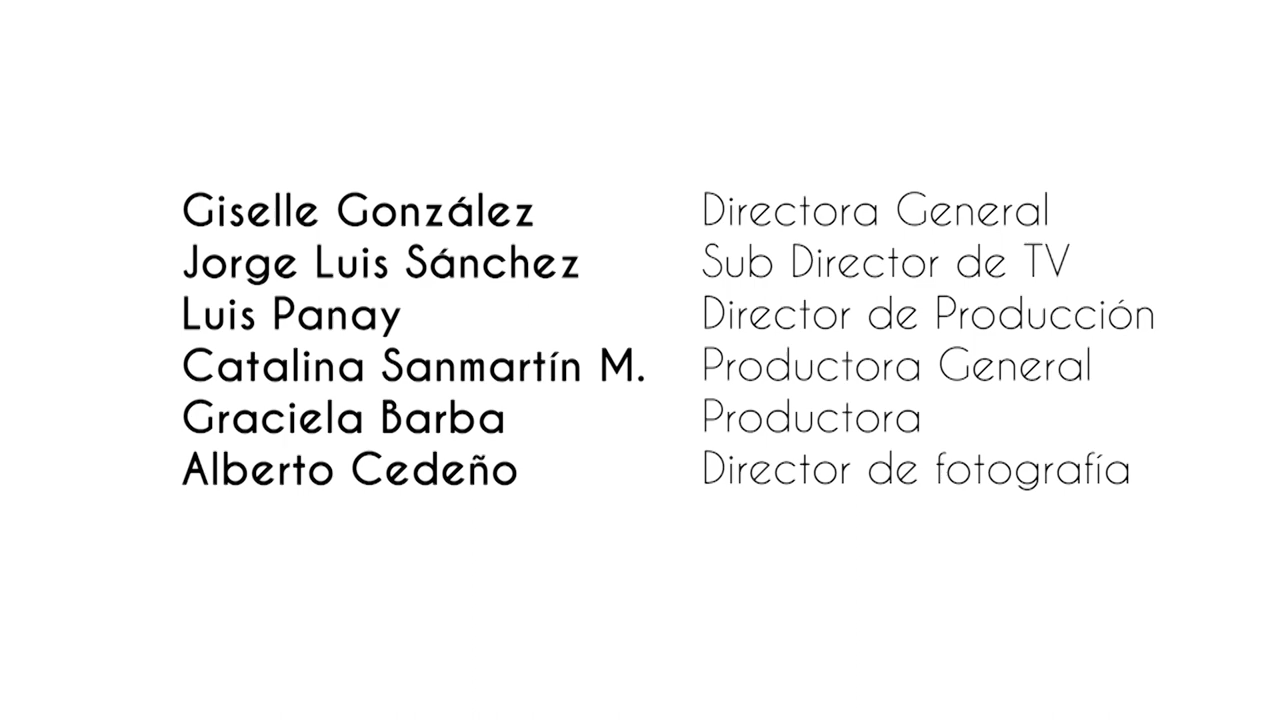 Giselle González Directora General
Jorge Luis Sánchez Sub Director de TV
Luis Panay Director de Producción
Catalina Sanmartín M. Productora General
Graciela Barba Productora
Alberto Cedeño Director de fotografía